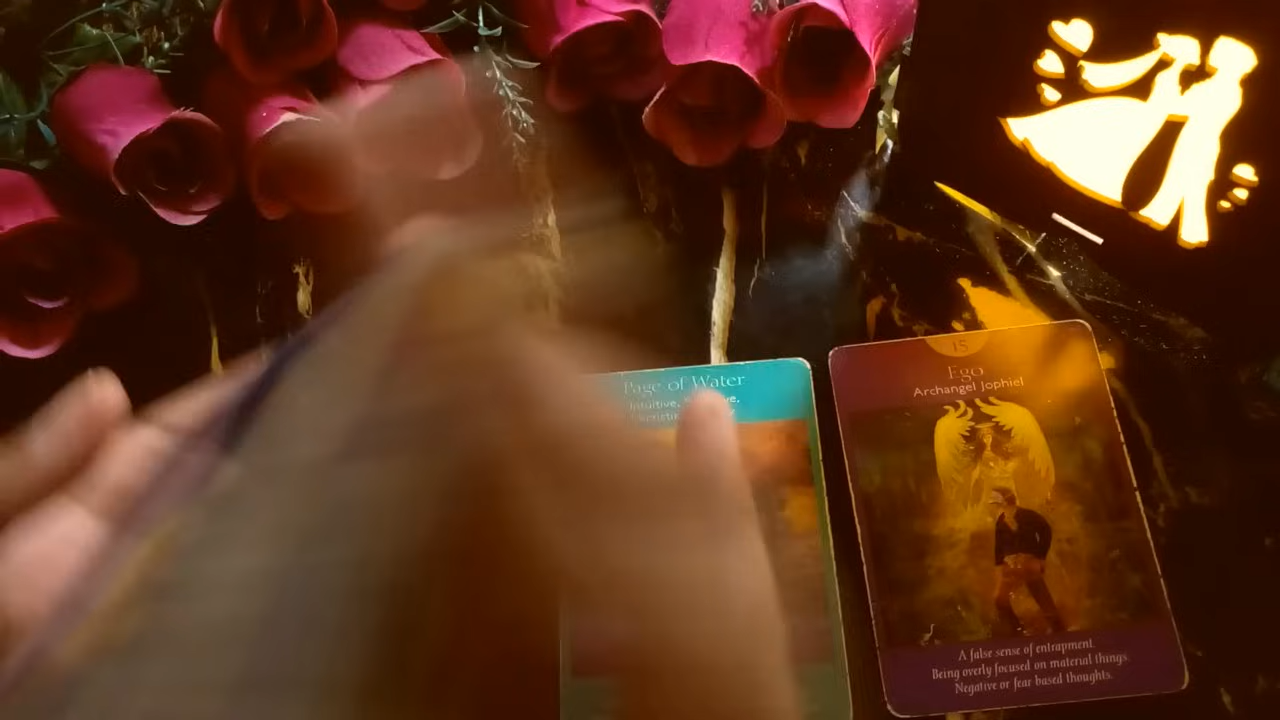 Page of Water
Intuitive,
15
Ego
Archangel Jophiel
A false sense of entrapment.
Being overly focused on material things.
Negative or fear based thoughts.